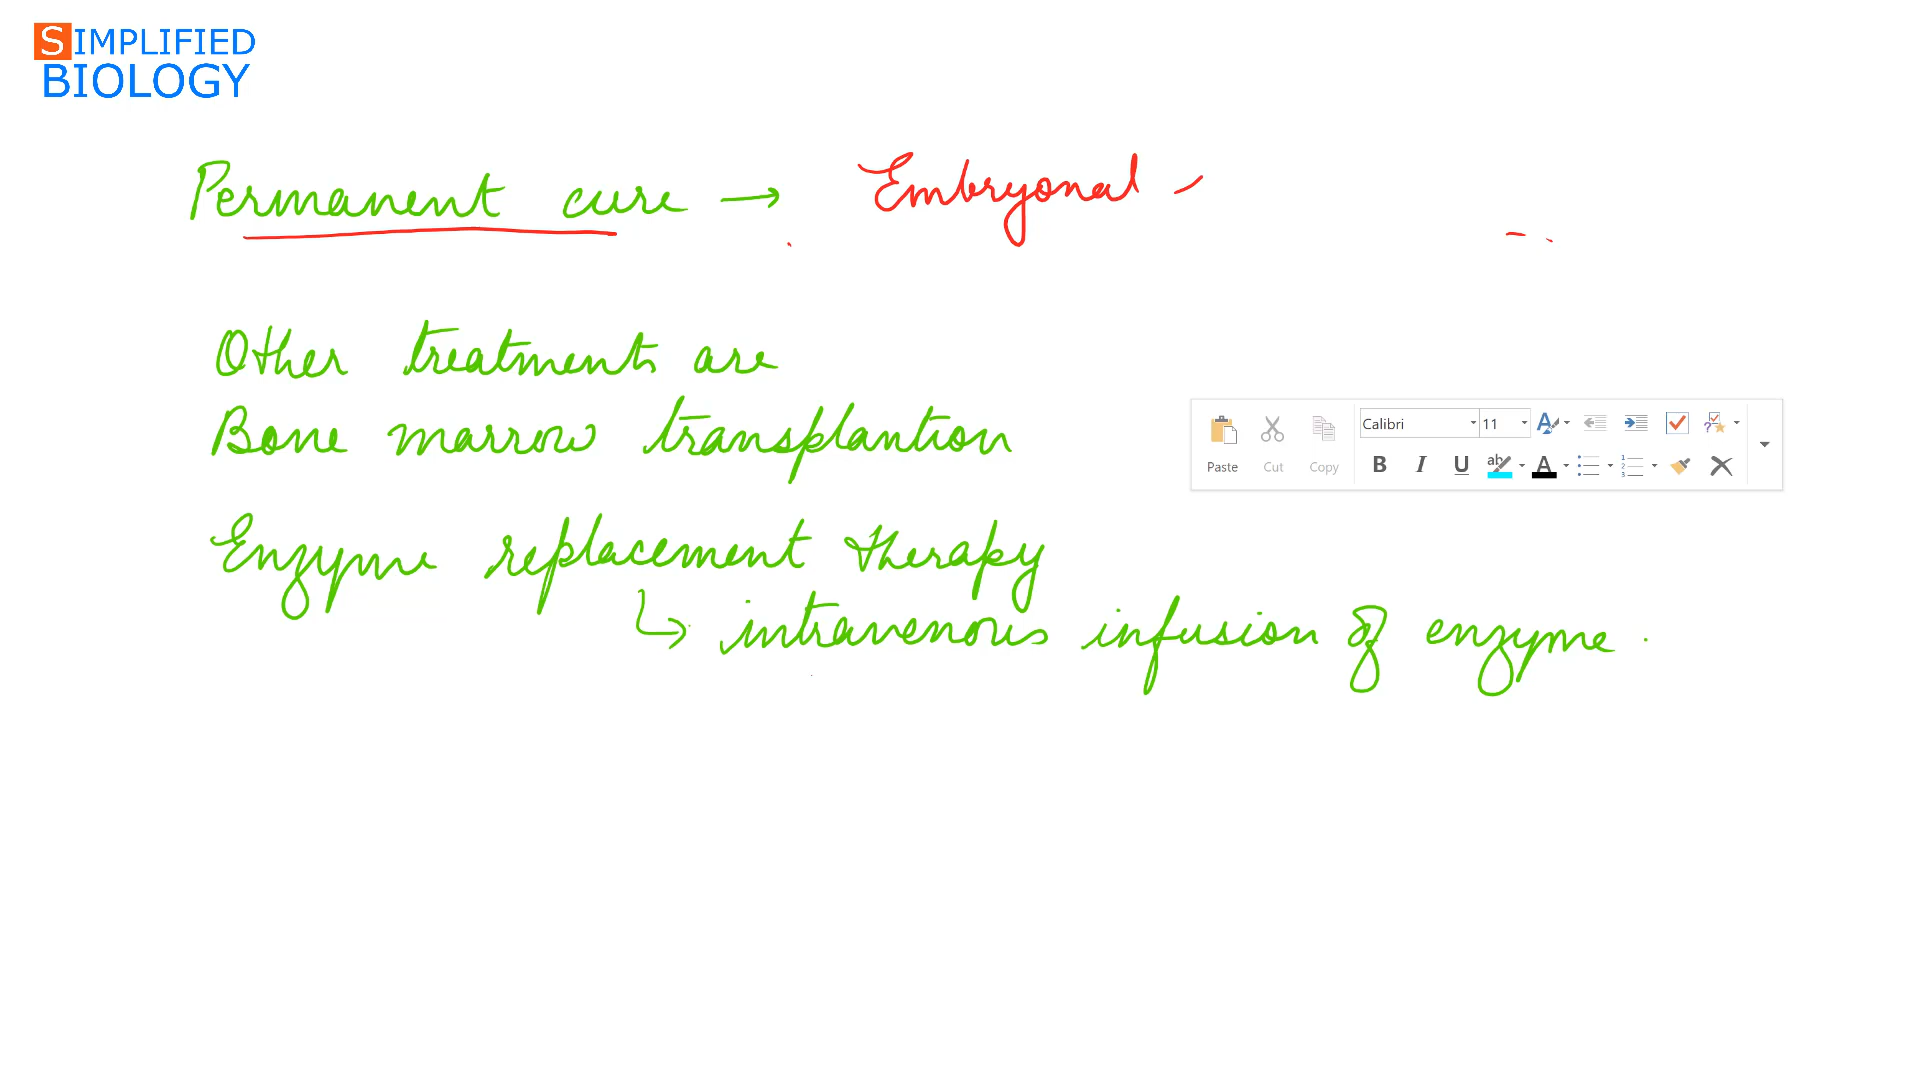 SIMPLIFIED
BIOLOGY
Permanent cure → Embryonal -
Other treatments are
Bone marrow transplantion
Calibri 11
Paste Cut Copy B I U ab A
Enzyme replacement therapy
↳ intravenous infusion of enzyme.